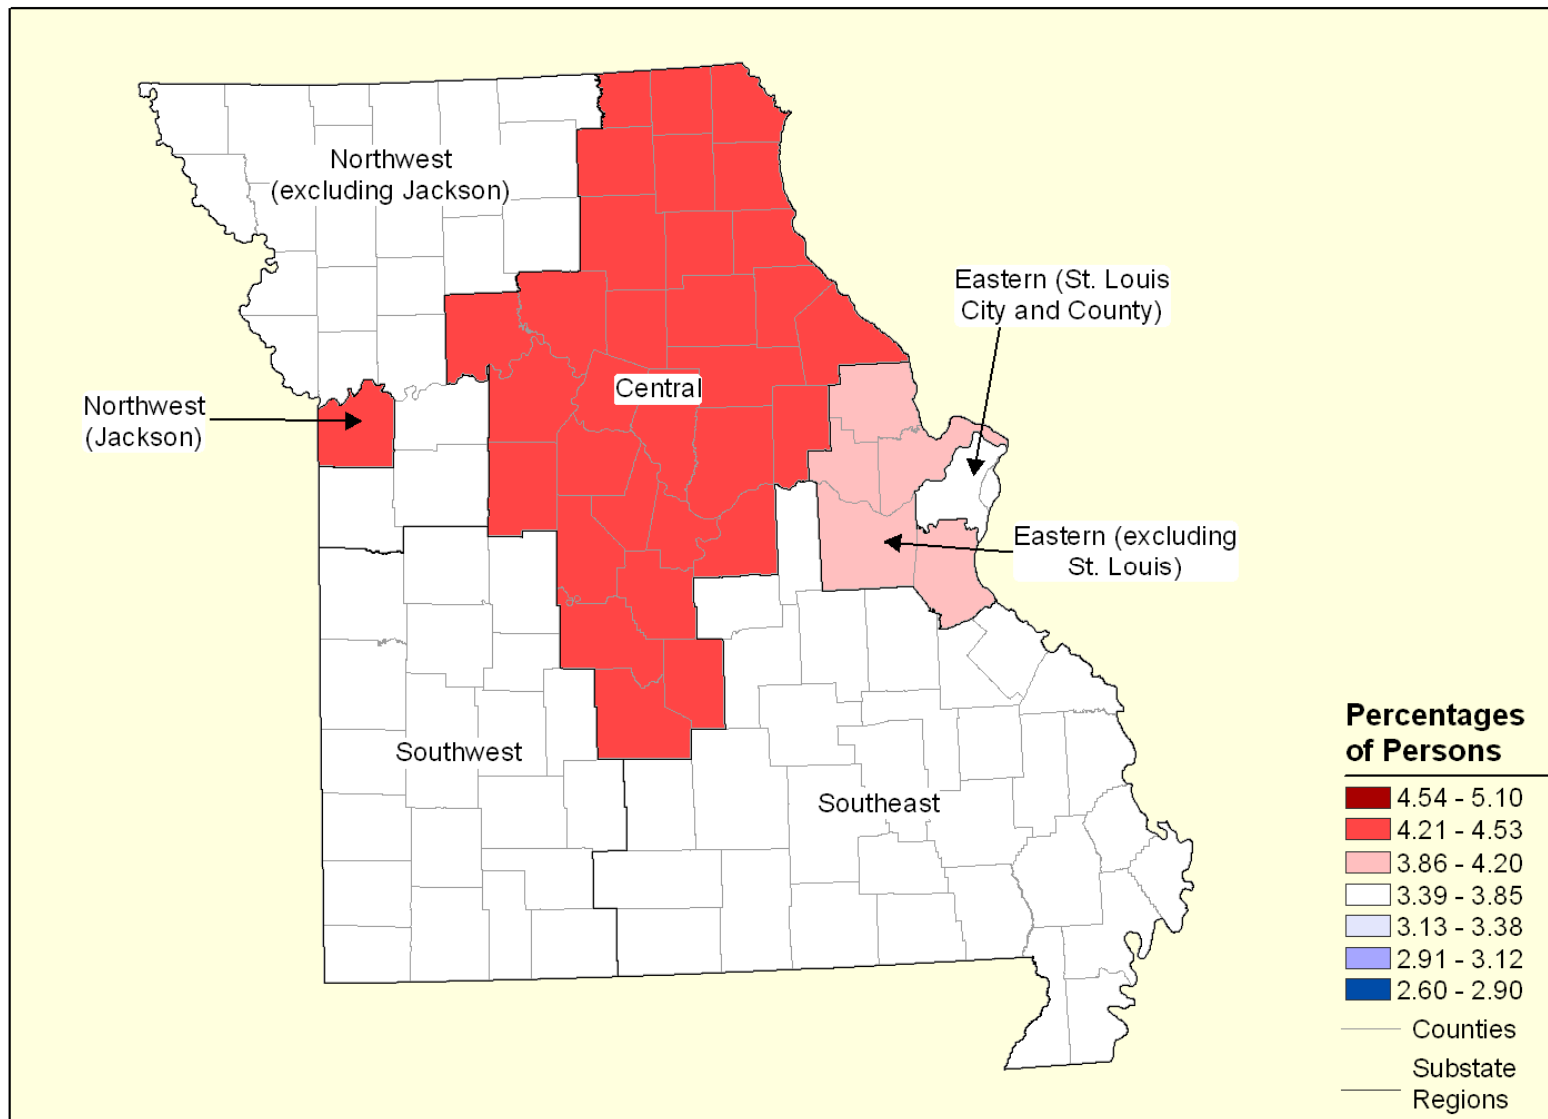 Northwest
(excluding Jackson)
Eastern (St. Louis
City and County)
Central
Northwest
(Jackson)
Eastern (excluding
St. Louis)
Southwest
Southeast
Percentages
of Persons
4.54 - 5.10
4.21 - 4.53
3.86 - 4.20
3.39 - 3.85
3.13 - 3.38
2.91 - 3.12
2.60 - 2.90
Counties
Substate
Regions